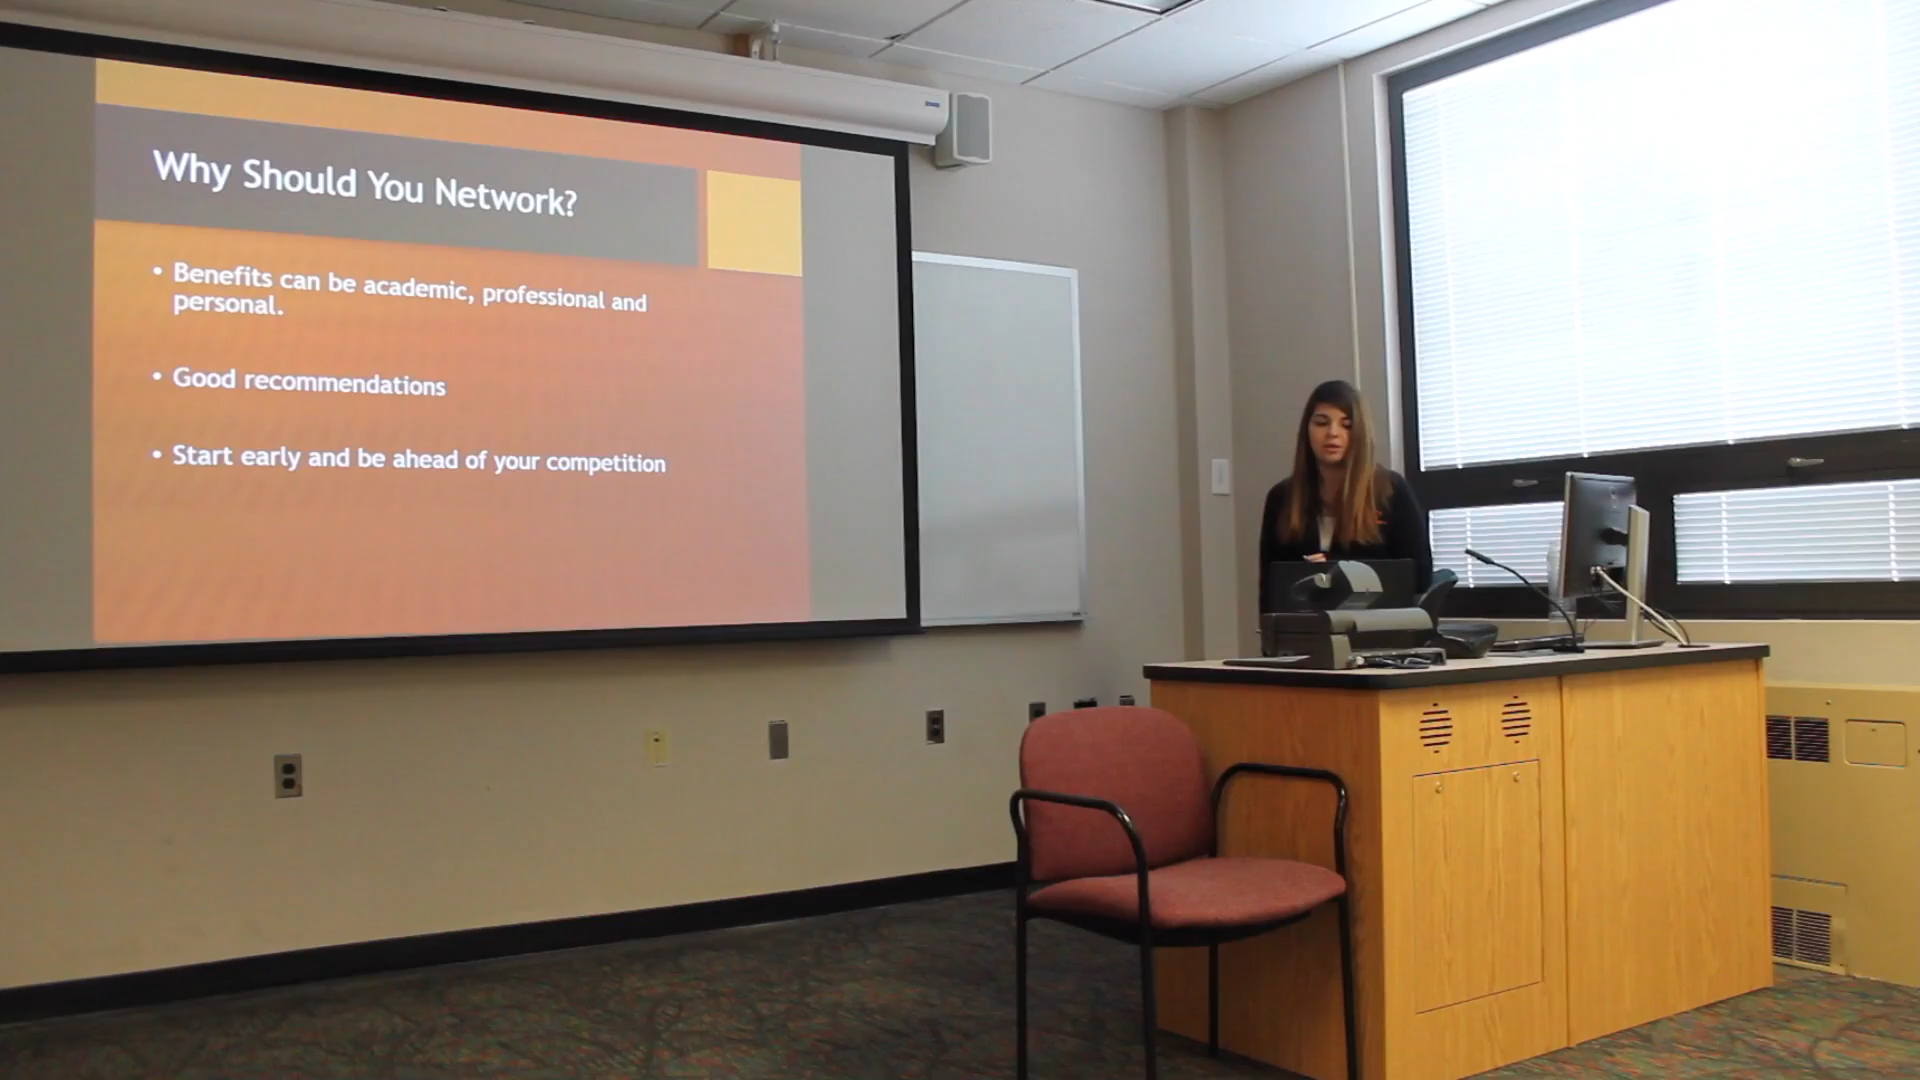 Why Should You Network?
• Benefits can be academic, professional and
personal.
• Good recommendations
• Start early and be ahead of your competition